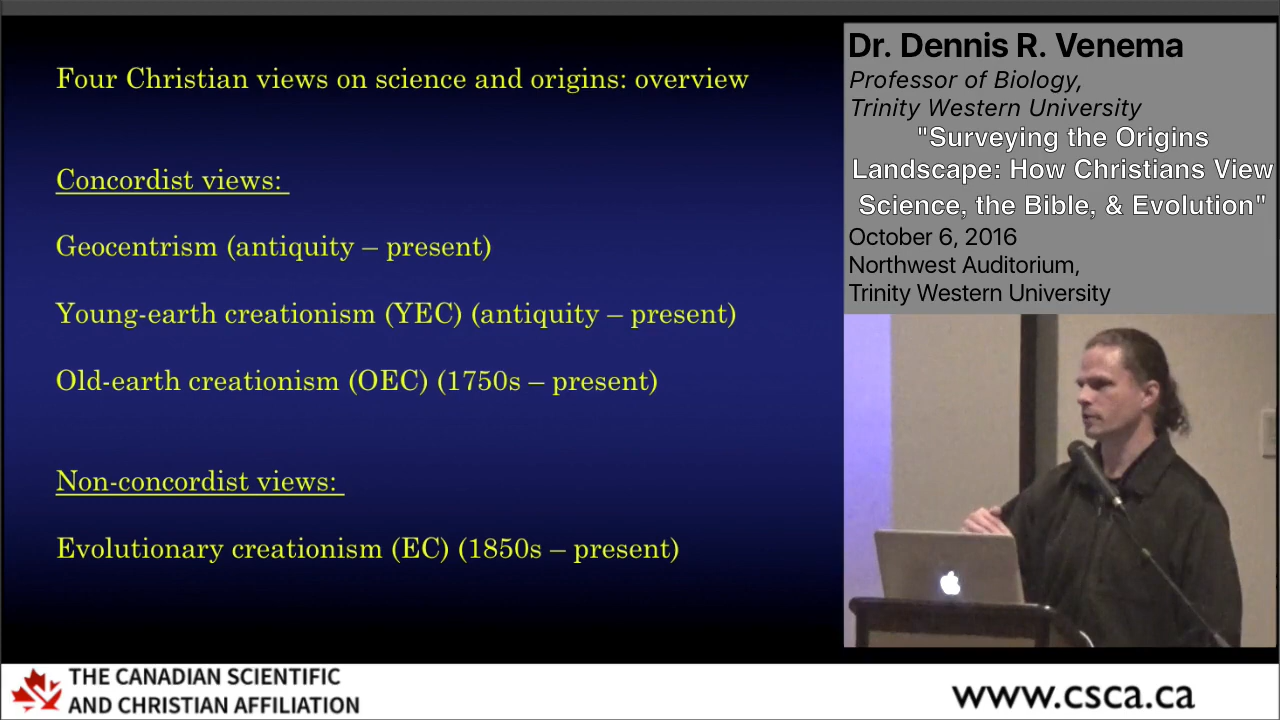 Four Christian views on science and origins: overview
Concordist views:
Geocentrism (antiquity – present)
Young-earth creationism (YEC) (antiquity – present)
Old-earth creationism (OEC) (1750s – present)
Non-concordist views:
Evolutionary creationism (EC) (1850s – present)
Dr. Dennis R. Venema
Professor of Biology,
Trinity Western University
"Surveying the Origins
Landscape: How Christians View
Science, the Bible, & Evolution"
October 6, 2016
Northwest Auditorium,
Trinity Western University
THE CANADIAN SCIENTIFIC
AND CHRISTIAN AFFILIATION
www.csca.ca